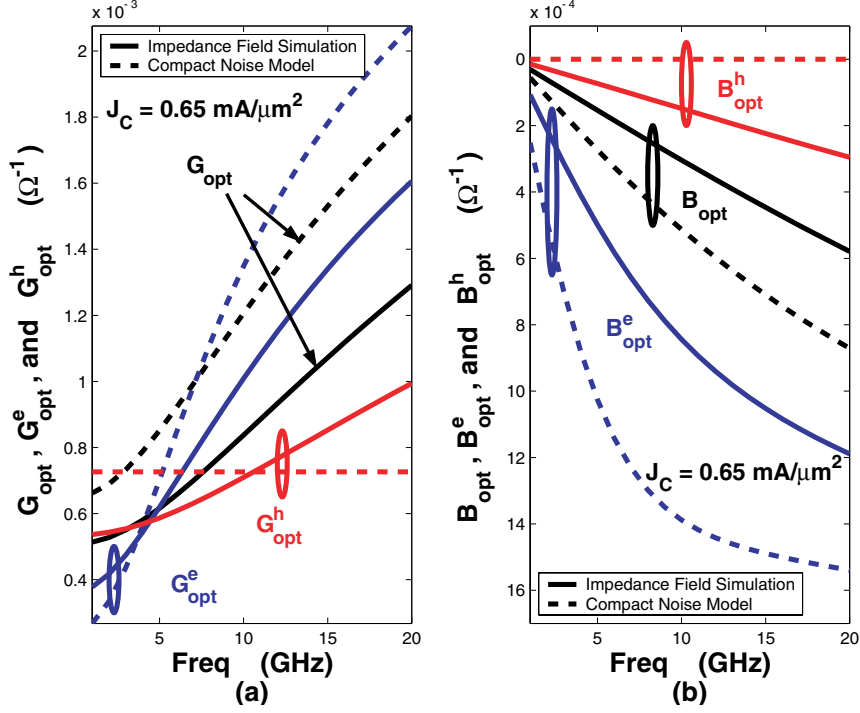 x 10⁻³
2
1.8
1.6
1.4
1.2
1
0.8
0.6
0.4
5
10
15
20
Impedance Field Simulation
Compact Noise Model
J_C = 0.65 mA/μm²
G_opt
G^h_opt
G^e_opt
G_opt, G^e_opt, and G^h_opt (Ω⁻¹)
Freq (GHz)
(a)
x 10⁻⁴
0
2
4
6
8
10
12
14
16
5
10
15
20
B^h_opt
B_opt
B^e_opt
J_C = 0.65 mA/μm²
Impedance Field Simulation
Compact Noise Model
B_opt, B^e_opt, and B^h_opt (Ω⁻¹)
Freq (GHz)
(b)